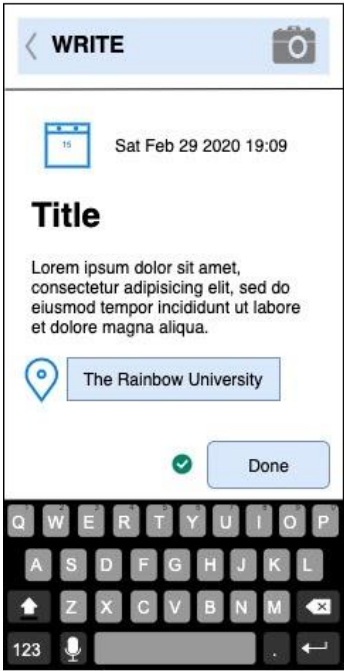 WRITE
15
Sat Feb 29 2020 19:09
Title
Lorem ipsum dolor sit amet,
consectetur adipisicing elit, sed do
eiusmod tempor incididunt ut labore
et dolore magna aliqua.
The Rainbow University
Done
Q W E R T Y U I O P
A S D F G H J K L
Z X C V B N M
123 .